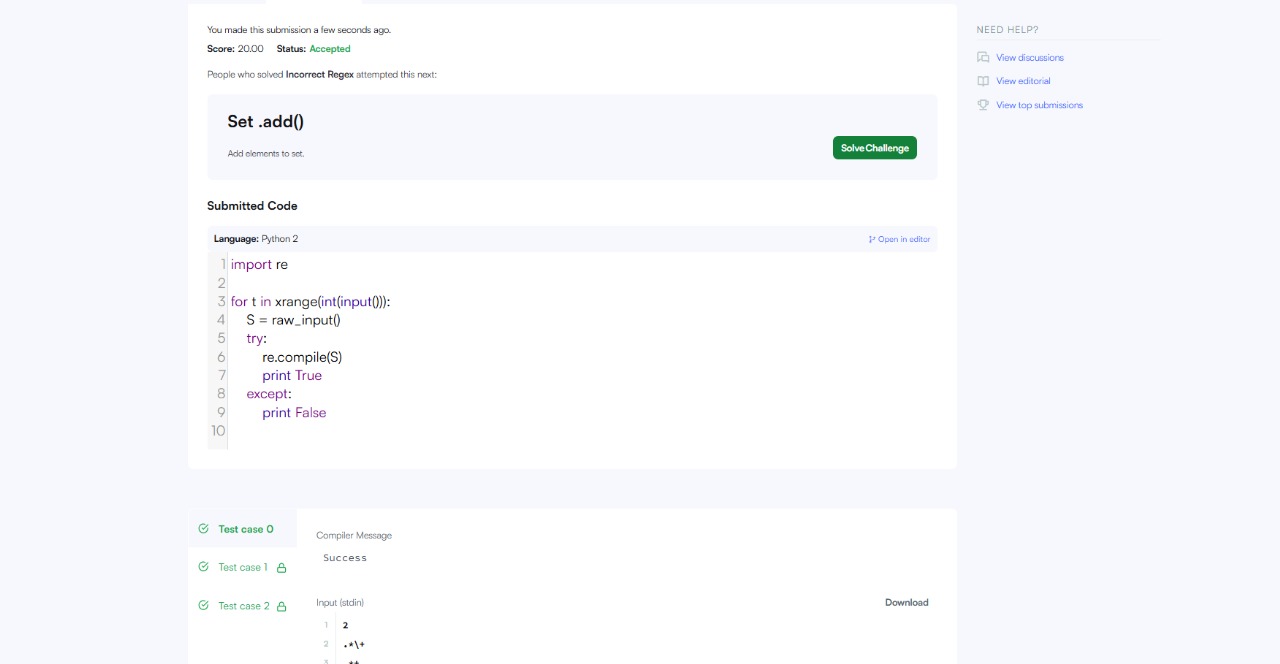 You made this submission a few seconds ago.
Score: 20.00 Status: Accepted
People who solved Incorrect Regex attempted this next:
Set .add()
Add elements to set.
Solve Challenge
Submitted Code
Language: Python 2
Open in editor
1 import re
2
3 for t in xrange(int(input())):
4 S = raw_input()
5 try:
6 re.compile(S)
7 print True
8 except:
9 print False
10
NEED HELP?
View discussions
View editorial
View top submissions
Test case 0
Test case 1
Test case 2
Compiler Message
Success
Input (stdin)
Download
1 2
2 .*\+